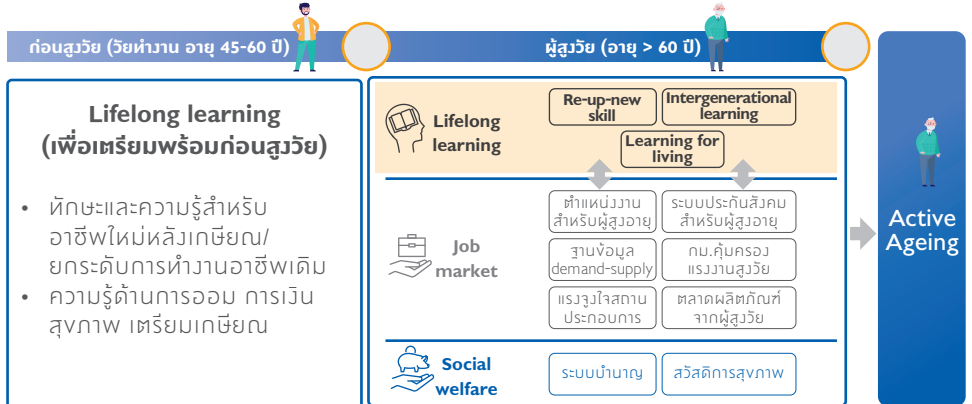 ก่อนสูงวัย (วัยทำงาน อายุ 45-60 ปี)
ผู้สูงวัย (อายุ > 60 ปี)
Lifelong learning
(เพื่อเตรียมพร้อมก่อนสูงวัย)
• ทักษะและความรู้สำหรับ
อาชีพใหม่หลังเกษียณ/
ยกระดับการทำงานอาชีพเดิม
• ความรู้ด้านการออม การเงิน
สุขภาพ เตรียมเกษียณ
Lifelong
learning
Re-up-new
skill
Intergenerational
learning
Learning for
living
Job
market
ตำแหน่งงาน
สำหรับผู้สูงอายุ
ระบบประกันสังคม
สำหรับผู้สูงอายุ
ฐานข้อมูล
demand-supply
กม.คุ้มครอง
แรงงานสูงวัย
แรงจูงใจสถาน
ประกอบการ
ตลาดผลิตภัณฑ์
จากผู้สูงวัย
Social
welfare
ระบบบำนาญ
สวัสดิการสุขภาพ
Active
Ageing